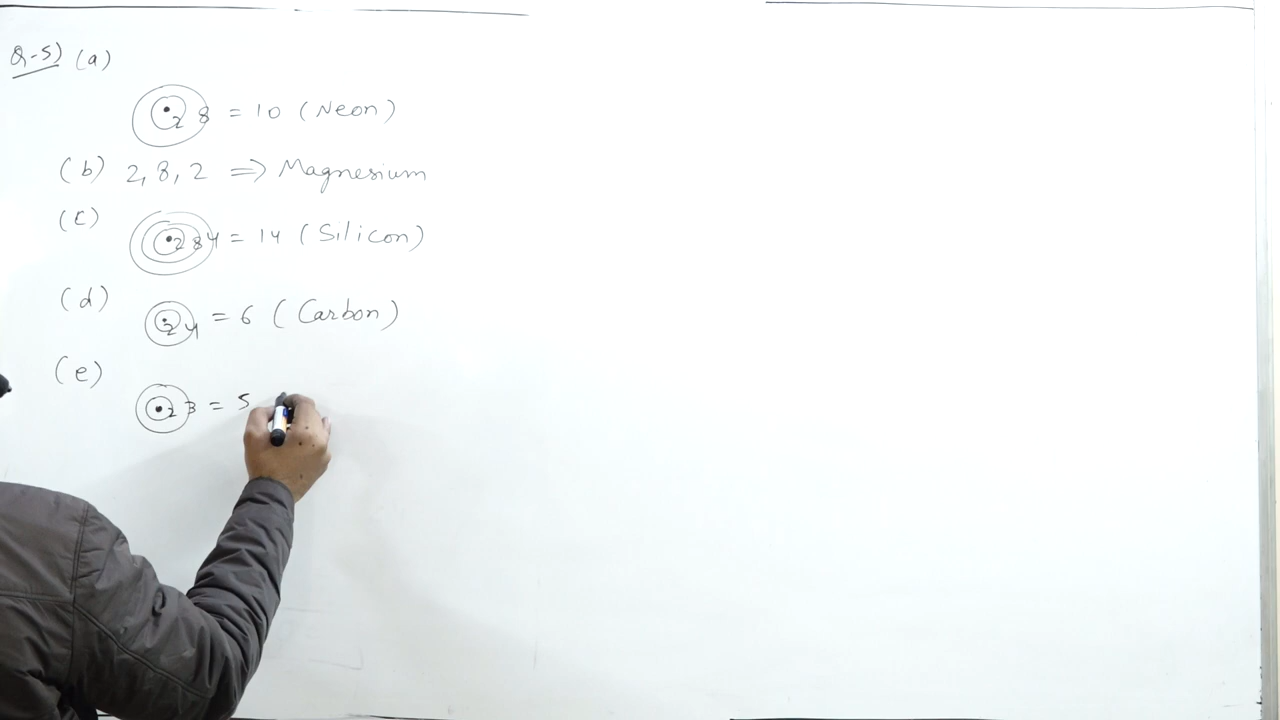 Q-5) (a)
2 8 = 10 (Neon)
(b) 2, 8, 2 => Magnesium
(c)
2 8 4 = 14 (Silicon)
(d)
2 4 = 6 (Carbon)
(e)
2 3 = 5